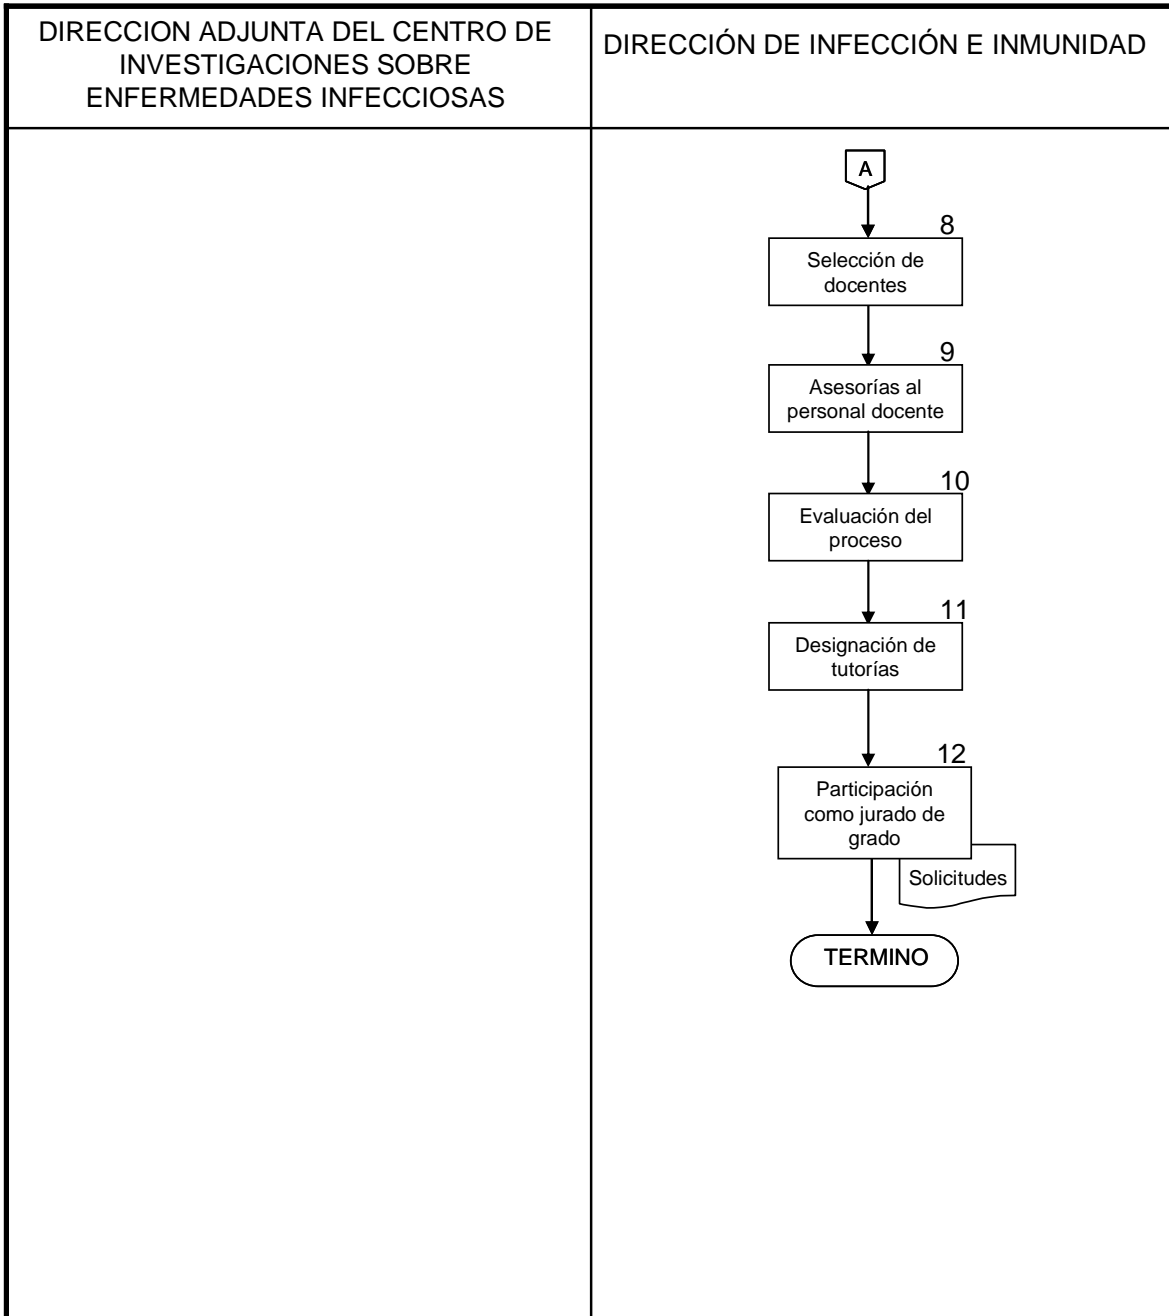 DIRECCION ADJUNTA DEL CENTRO DE
INVESTIGACIONES SOBRE
ENFERMEDADES INFECCIOSAS
DIRECCIÓN DE INFECCIÓN E INMUNIDAD
A
8
Selección de
docentes
9
Asesorías al
personal docente
10
Evaluación del
proceso
11
Designación de
tutorías
12
Participación
como jurado de
grado
Solicitudes
TERMINO